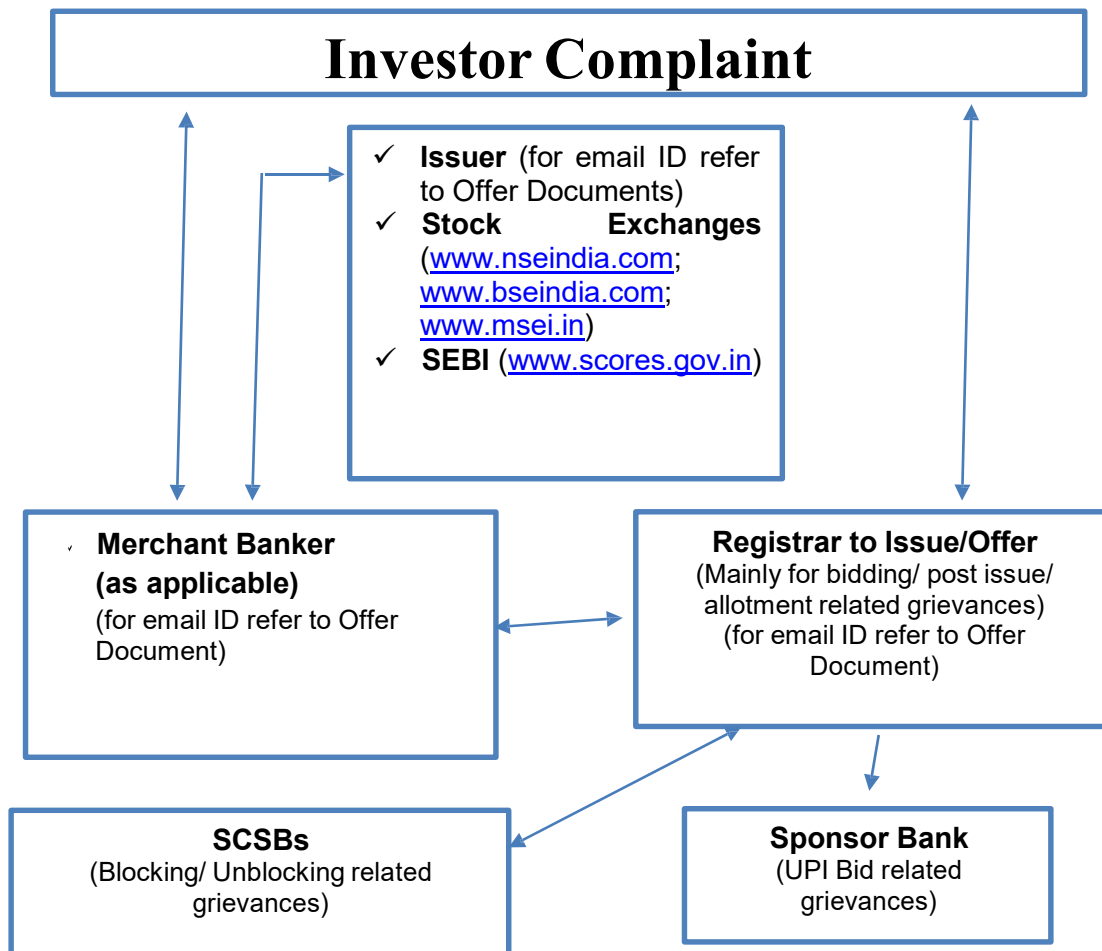 Investor Complaint
✓ Issuer (for email ID refer
to Offer Documents)
✓ Stock Exchanges
(www.nseindia.com;
www.bseindia.com;
www.msei.in)
✓ SEBI (www.scores.gov.in)
✓ Merchant Banker
(as applicable)
(for email ID refer to Offer
Document)
Registrar to Issue/Offer
(Mainly for bidding/ post issue/
allotment related grievances)
(for email ID refer to Offer
Document)
SCSBs
(Blocking/ Unblocking related
grievances)
Sponsor Bank
(UPI Bid related
grievances)